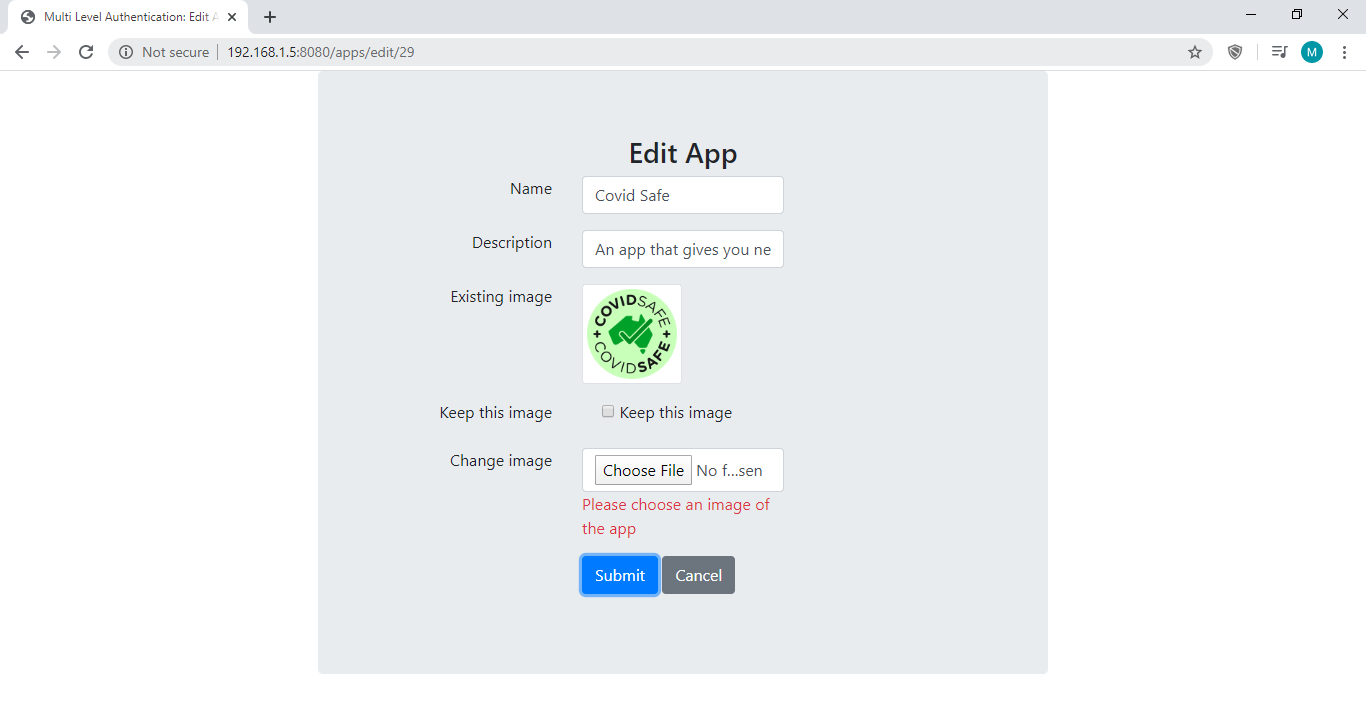 Multi Level Authentication: Edit A
Not secure
192.168.1.5:8080/apps/edit/29
M
Edit App
Name
Covid Safe
Description
An app that gives you ne
Existing image
COVIDSAFE
COVIDSAFE
Keep this image
Keep this image
Change image
Choose File No f...sen
Please choose an image of
the app
Submit
Cancel